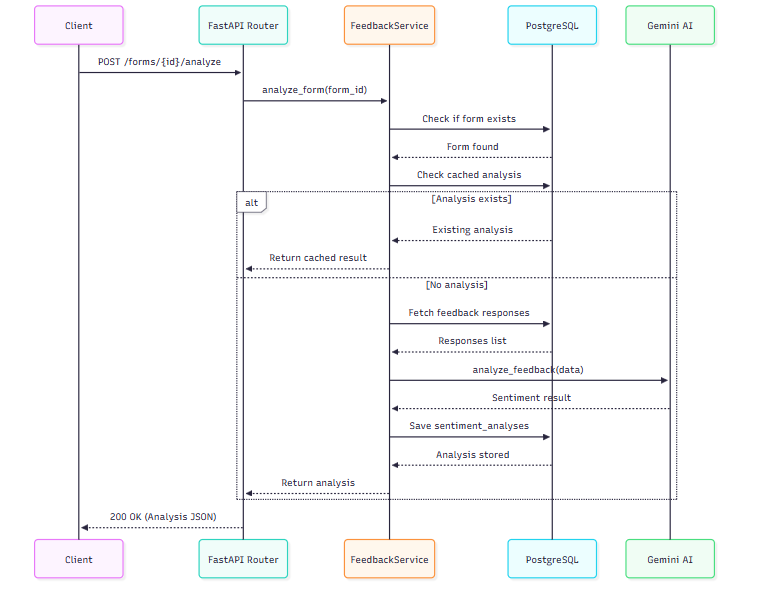 Client
FastAPI Router
FeedbackService
PostgreSQL
Gemini AI
POST /forms/{id}/analyze
analyze_form(form_id)
Check if form exists
Form found
Check cached analysis
alt
[Analysis exists]
Existing analysis
Return cached result
[No analysis]
Fetch feedback responses
Responses list
analyze_feedback(data)
Sentiment result
Save sentiment_analyses
Analysis stored
Return analysis
200 OK (Analysis JSON)
Client
FastAPI Router
FeedbackService
PostgreSQL
Gemini AI